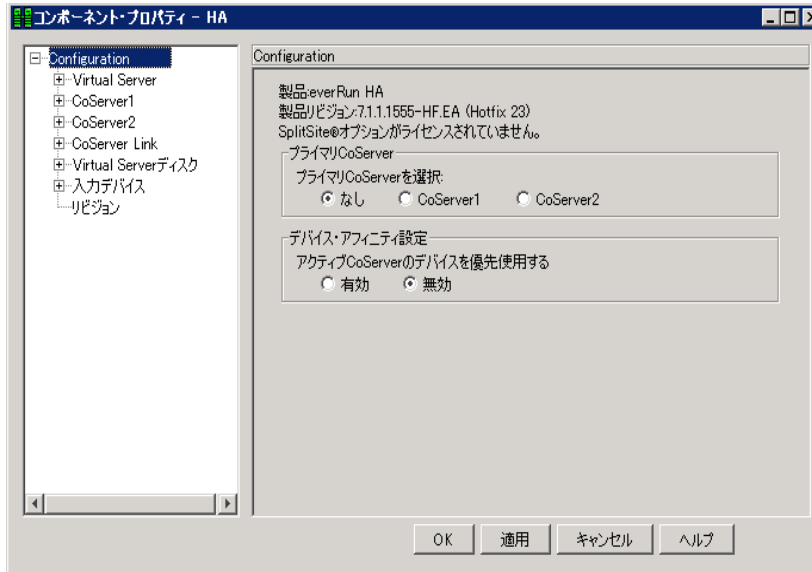 コンポーネント・プロパティ - HA
Configuration
Virtual Server
CoServer1
CoServer2
CoServer Link
Virtual Serverディスク
入力デバイス
リビジョン
Configuration
製品:everRun HA
製品リビジョン:7.1.1.1555-HF.EA (Hotfix 23)
SplitSite®オプションがライセンスされていません。
プライマリCoServer
プライマリCoServerを選択:
なし CoServer1 CoServer2
デバイス・アフィニティ設定
アクティブCoServerのデバイスを優先使用する
有効 無効
OK 適用 キャンセル ヘルプ